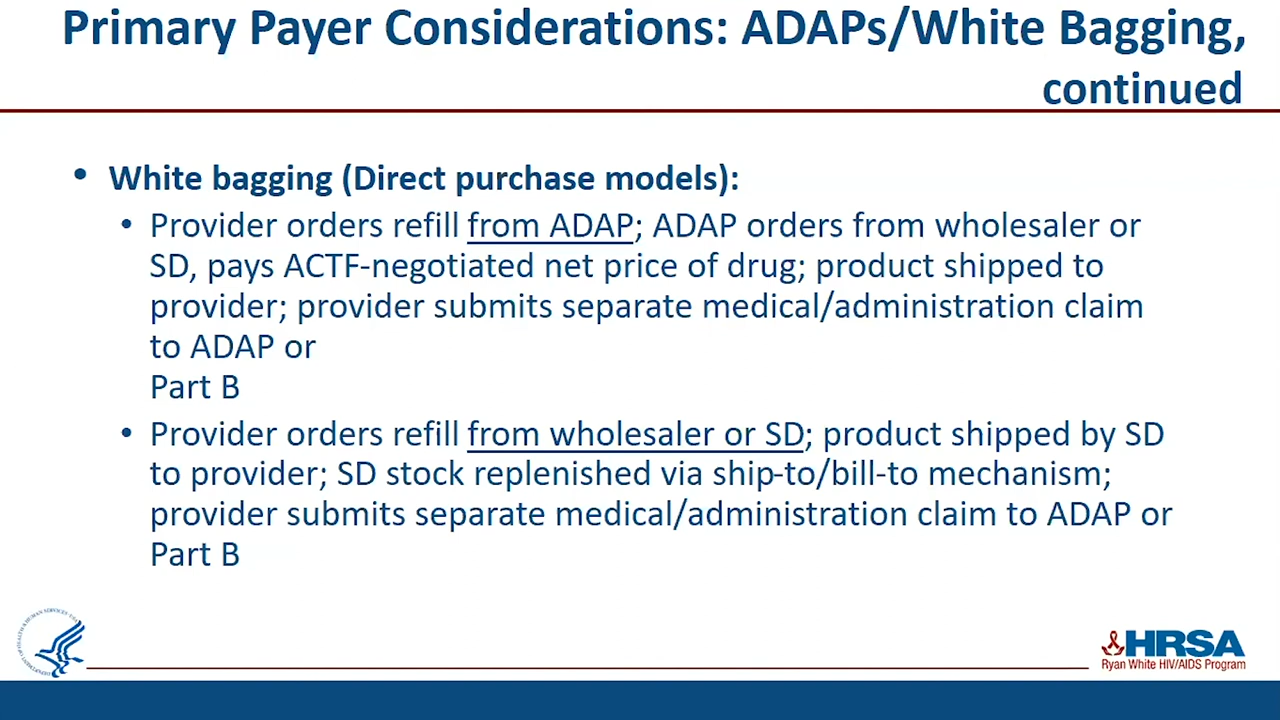 Primary Payer Considerations: ADAPs/White Bagging,
continued
• White bagging (Direct purchase models):
• Provider orders refill from ADAP; ADAP orders from wholesaler or
SD, pays ACTF-negotiated net price of drug; product shipped to
provider; provider submits separate medical/administration claim
to ADAP or
Part B
• Provider orders refill from wholesaler or SD; product shipped by SD
to provider; SD stock replenished via ship-to/bill-to mechanism;
provider submits separate medical/administration claim to ADAP or
Part B
HRSA
Ryan White HIV/AIDS Program